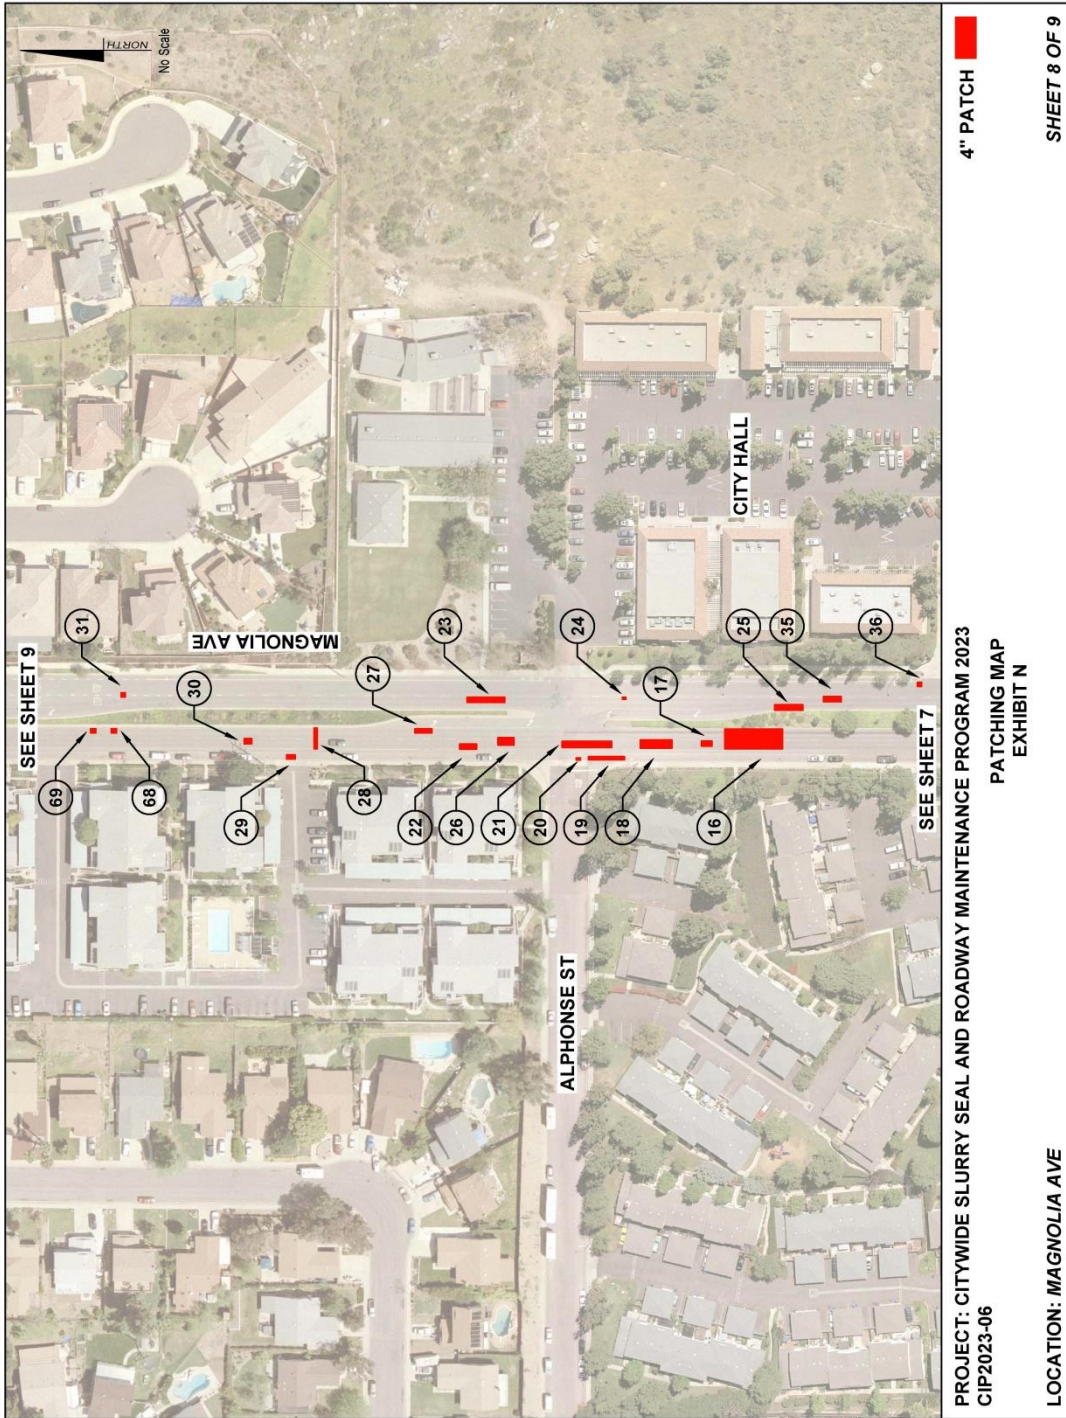 NORTH
No Scale
SEE SHEET 9
MAGNOLIA AVE
31
30
69
68
29
28
27
23
22
26
21
24
20
19
18
17
25
35
16
36
ALPHONSE ST
CITY HALL
SEE SHEET 7
PROJECT: CITYWIDE SLURRY SEAL AND ROADWAY MAINTENANCE PROGRAM 2023
CIP2023-06
PATCHING MAP
EXHIBIT N
4" PATCH
LOCATION: MAGNOLIA AVE
SHEET 8 OF 9